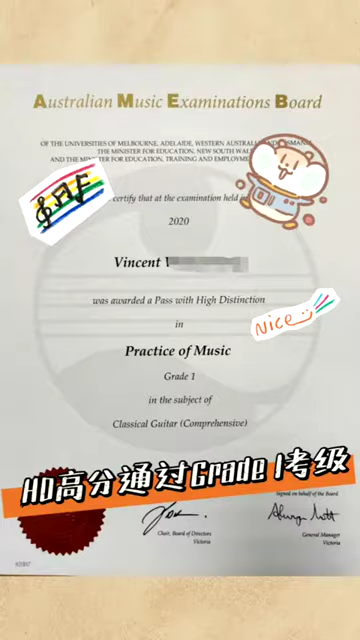 AUSTRALIAN MUSIC EXAMINATIONS BOARD
OF THE UNIVERSITIES OF MELBOURNE, ADELAIDE, WESTERN
THE MINISTER FOR EDUCATION, NEW SOUTH
AND THE FOR EDUCATION, TRAINING AND
certify that at the examination held
2020
Vincent
was awarded a Pass with High Distinction
in
Nice
Practice of Music
Grade 1
in the subject of
Classical Guitar (Comprehensive)
HD高分通过Grade 1考级
signed on behalf of the Board
Chair, Board of Directors
Victoria
General Manager
Victoria